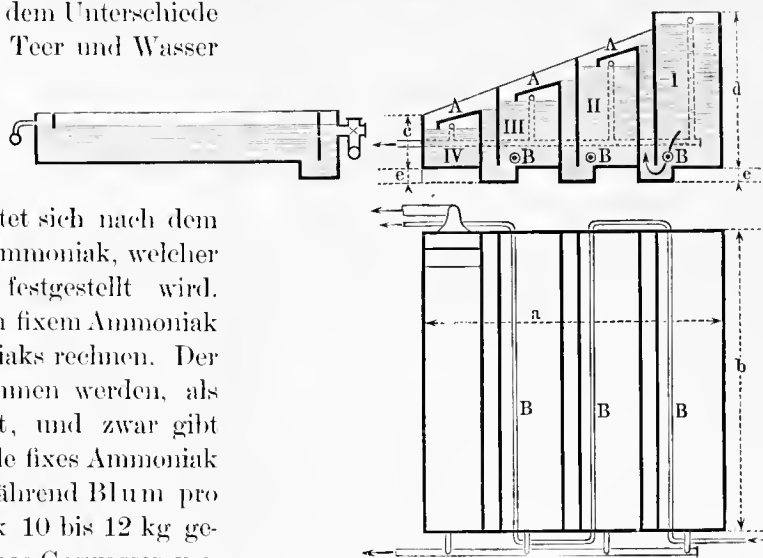 dem Unterschiede
Teer und Wasser
A
A
A
I
II
III
IV
B
B
B
c
d
e
e
tet sich nach dem
mmoniak, welcher
festgestellt wird.
fixem Ammoniak
iaks rechnen. Der
mmen werden, als
t, und zwar gibt
le fixes Ammoniak
ährend Blum pro
k 10 bis 12 kg ge-
a
b
B
B
B